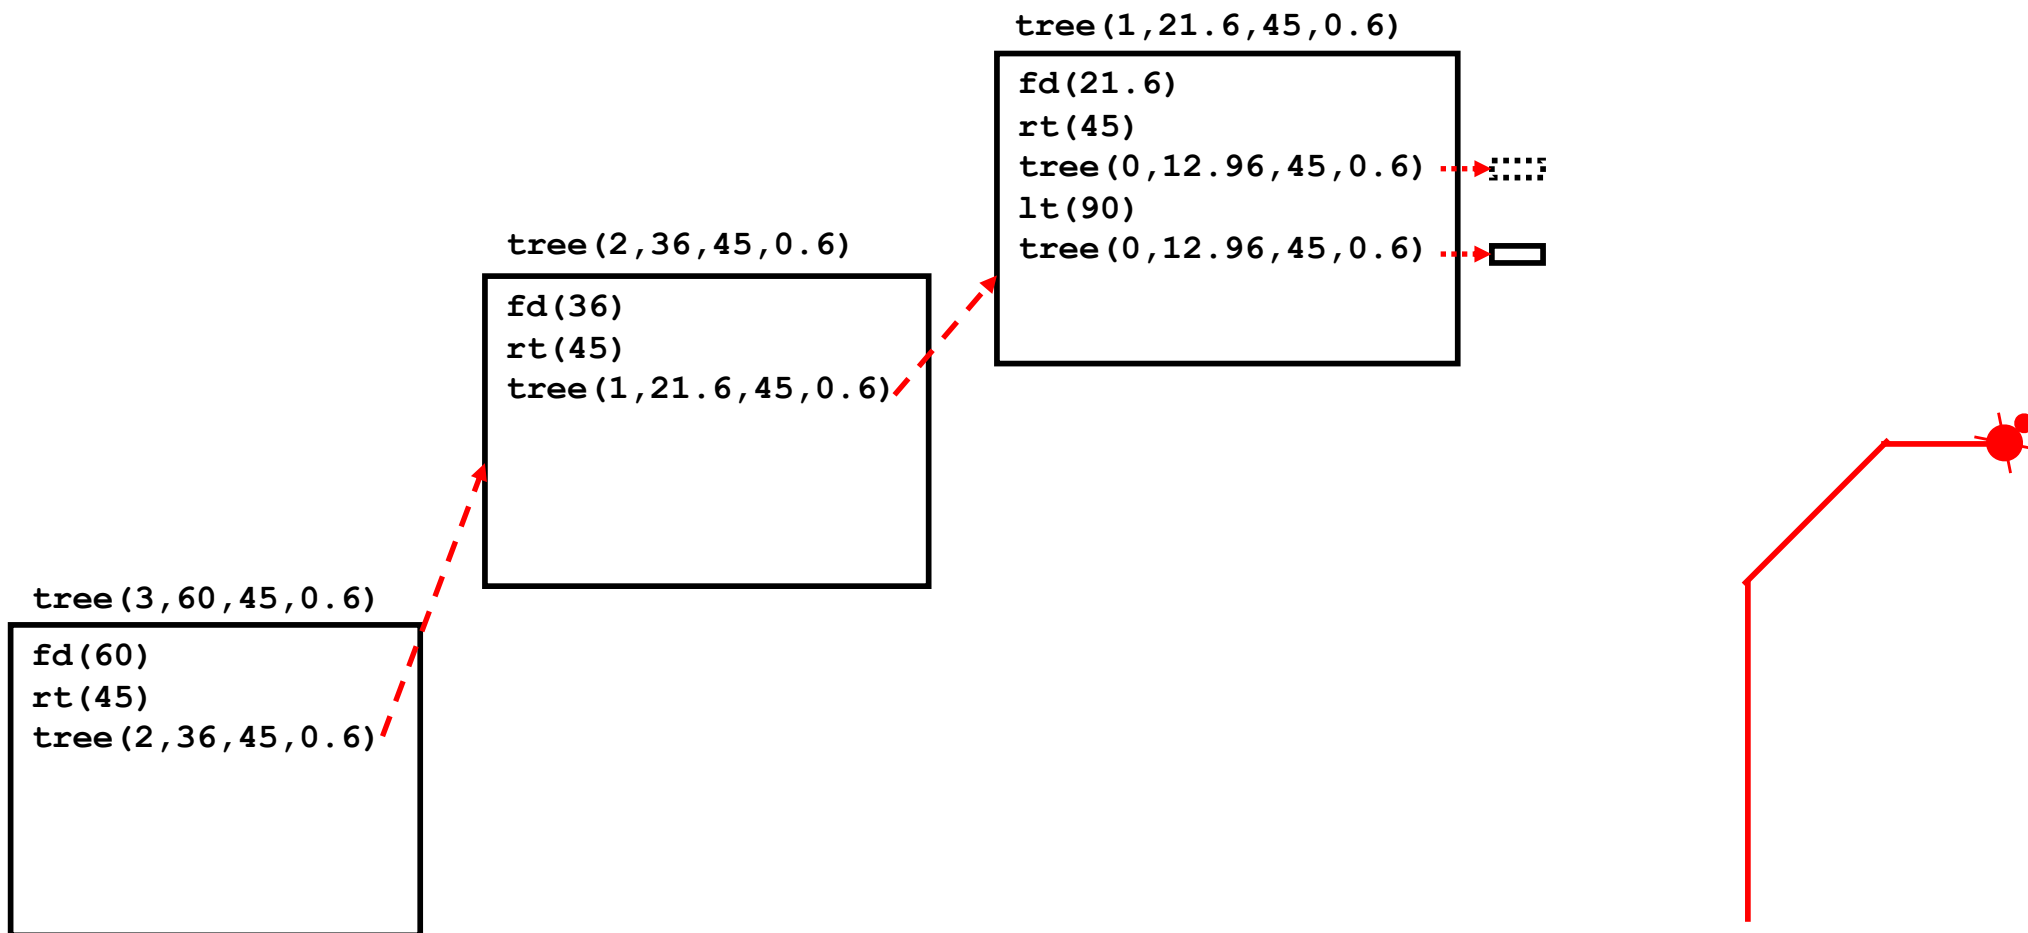 tree(1,21.6,45,0.6)
fd(21.6)
rt(45)
tree(0,12.96,45,0.6)
lt(90)
tree(0,12.96,45,0.6)
tree(2,36,45,0.6)
fd(36)
rt(45)
tree(1,21.6,45,0.6)
tree(3,60,45,0.6)
fd(60)
rt(45)
tree(2,36,45,0.6)